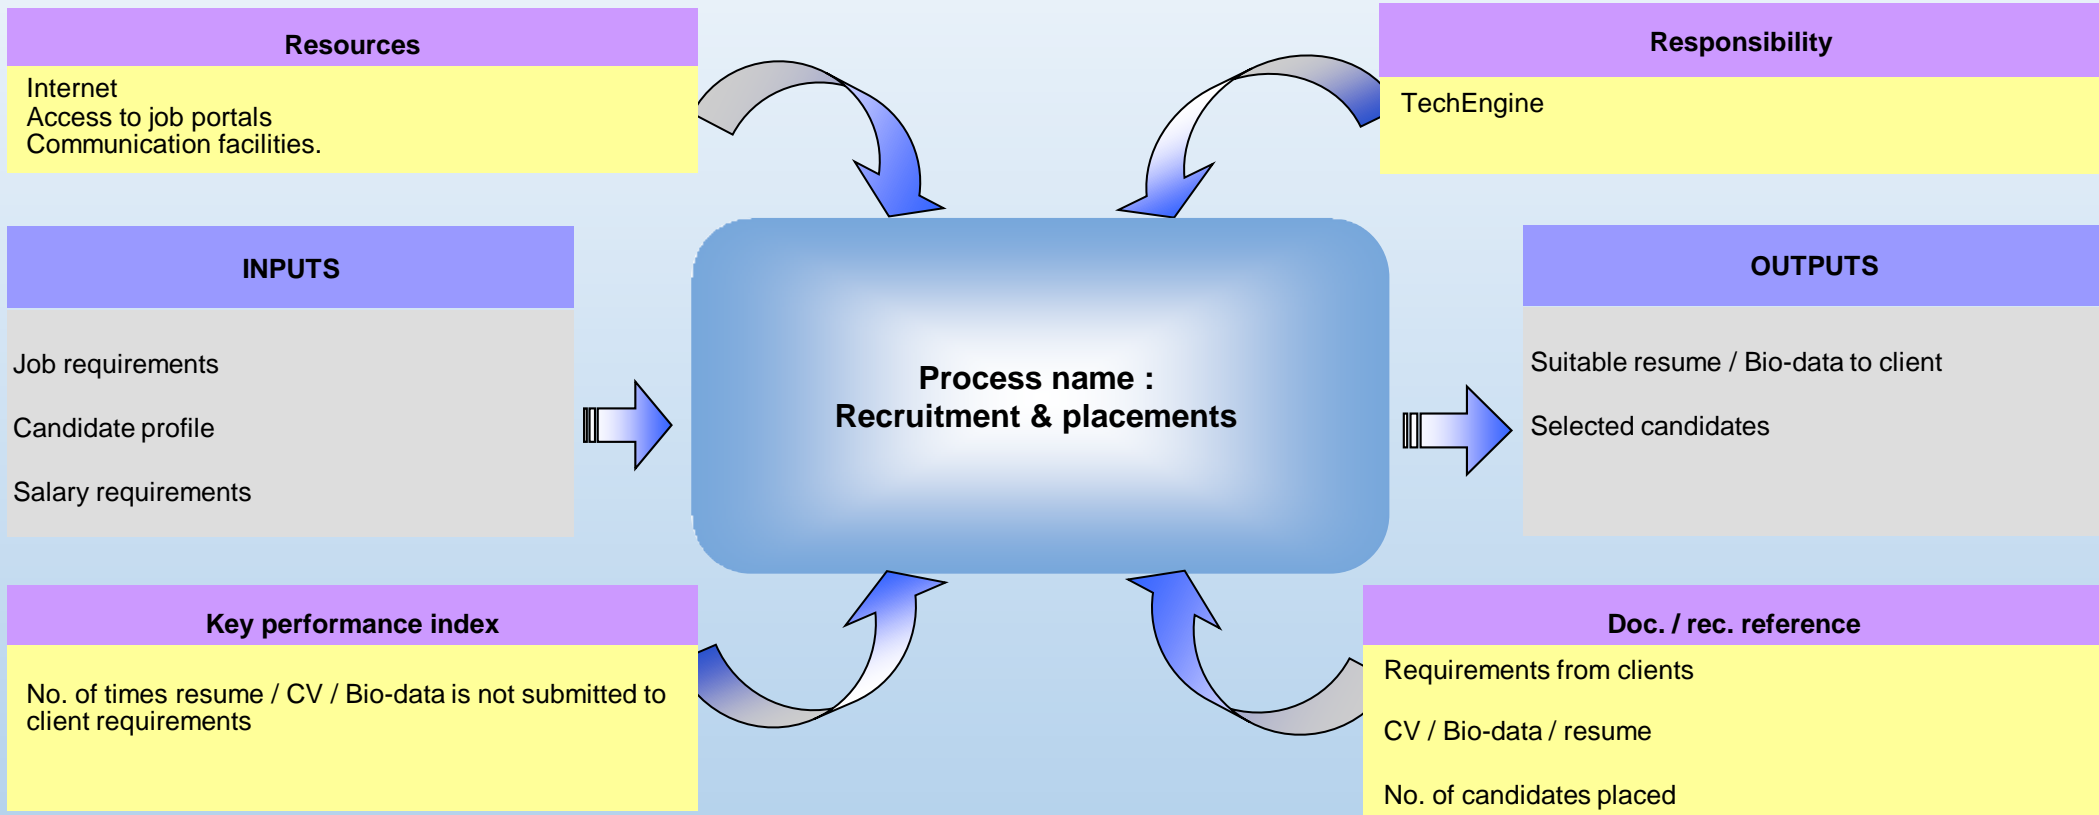 Resources
Internet
Access to job portals
Communication facilities.
Responsibility
TechEngine
INPUTS
Job requirements
Candidate profile
Salary requirements
Process name :
Recruitment & placements
OUTPUTS
Suitable resume / Bio-data to client
Selected candidates
Key performance index
No. of times resume / CV / Bio-data is not submitted to
client requirements
Doc. / rec. reference
Requirements from clients
CV / Bio-data / resume
No. of candidates placed